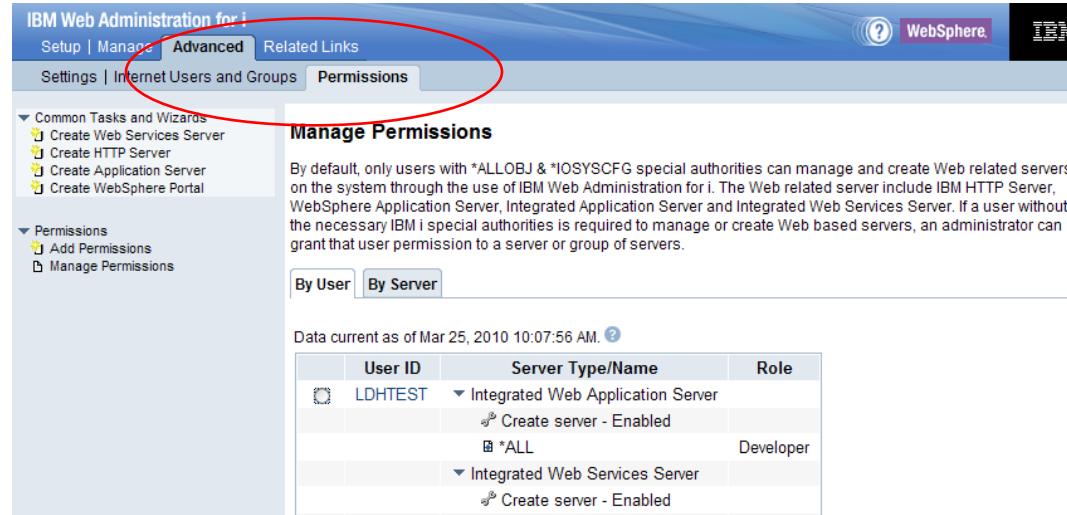 IBM Web Administration for i
WebSphere.
Setup | Manage Advanced Related Links
Settings | Internet Users and Groups Permissions
Common Tasks and Wizards
Create Web Services Server
Create HTTP Server
Create Application Server
Create WebSphere Portal
Permissions
Add Permissions
Manage Permissions
Manage Permissions
By default, only users with *ALLOBJ & *IOSYSCFG special authorities can manage and create Web related servers
on the system through the use of IBM Web Administration for i. The Web related server include IBM HTTP Server,
WebSphere Application Server, Integrated Application Server and Integrated Web Services Server. If a user without
the necessary IBM i special authorities is required to manage or create Web based servers, an administrator can
grant that user permission to a server or group of servers.
By User By Server
Data current as of Mar 25, 2010 10:07:56 AM.
User ID Server Type/Name Role
LDHTEST Integrated Web Application Server
Create server - Enabled
*ALL Developer
Integrated Web Services Server
Create server - Enabled